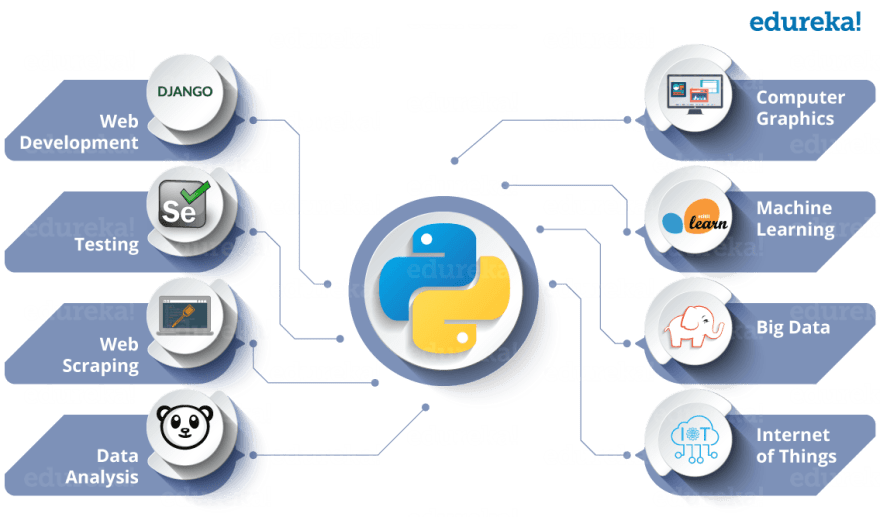 edureka!
DJANGO
Web
Development
Se
Testing
Web
Scraping
Data
Analysis
edureka!
Computer
Graphics
learn
Machine
Learning
Big Data
IOT
Internet
of Things